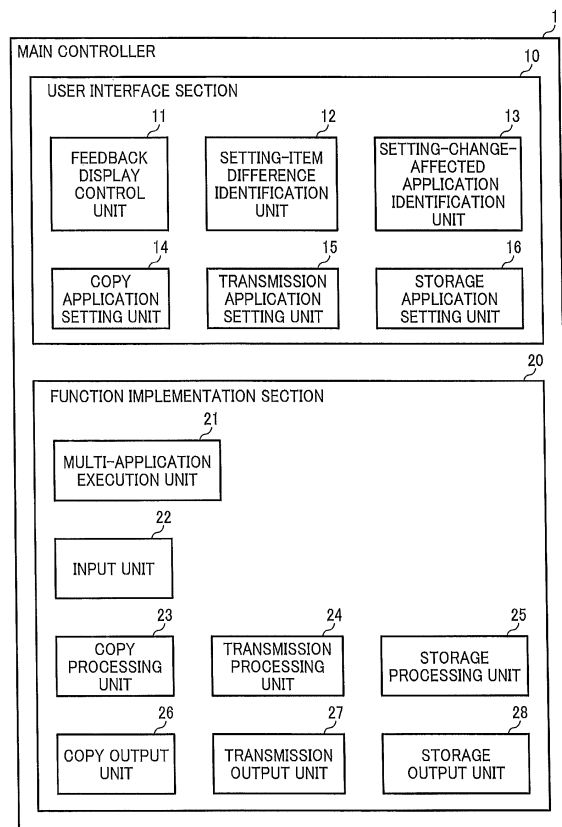 1
MAIN CONTROLLER
10
USER INTERFACE SECTION
11
FEEDBACK
DISPLAY
CONTROL
UNIT
12
SETTING-ITEM
DIFFERENCE
IDENTIFICATION
UNIT
13
SETTING-CHANGE-
AFFECTED
APPLICATION
IDENTIFICATION UNIT
14
COPY
APPLICATION
SETTING UNIT
15
TRANSMISSION
APPLICATION
SETTING UNIT
16
STORAGE
APPLICATION
SETTING UNIT
20
FUNCTION IMPLEMENTATION SECTION
21
MULTI-APPLICATION
EXECUTION UNIT
22
INPUT UNIT
23
COPY
PROCESSING
UNIT
24
TRANSMISSION
PROCESSING
UNIT
25
STORAGE
PROCESSING UNIT
26
COPY OUTPUT
UNIT
27
TRANSMISSION
OUTPUT UNIT
28
STORAGE
OUTPUT UNIT